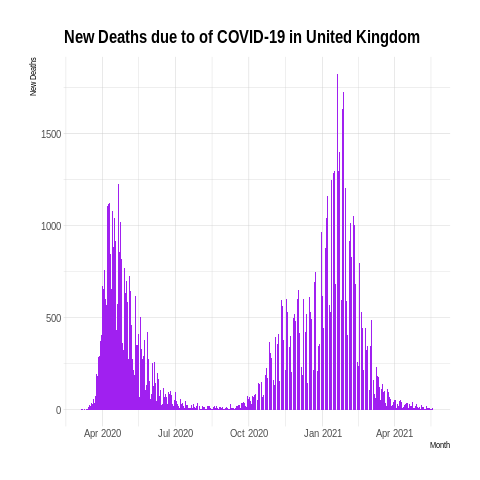 New Deaths due to of COVID-19 in United Kingdom
New Deaths
1500
1000
500
0
Apr 2020 Jul 2020 Oct 2020 Jan 2021 Apr 2021
Month